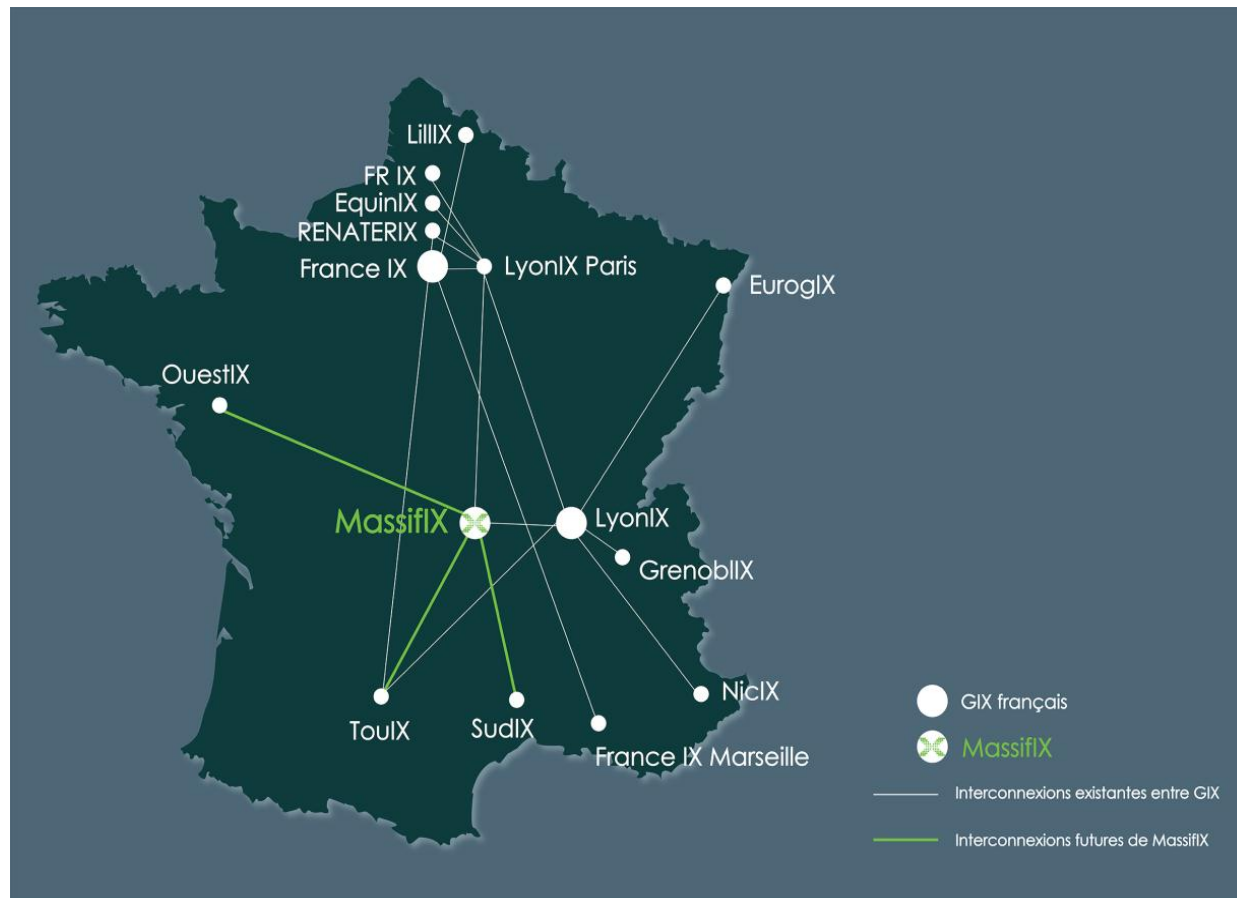 LillIX
FR IX
EquinIX
RENATERIX
France IX
LyonIX Paris
EurogIX
OuestIX
MassifIX
LyonIX
GrenoblIX
NicIX
TouIX
SudIX
France IX Marseille
GIX français
MassifIX
Interconnexions existantes entre GIX
Interconnexions futures de MassifIX